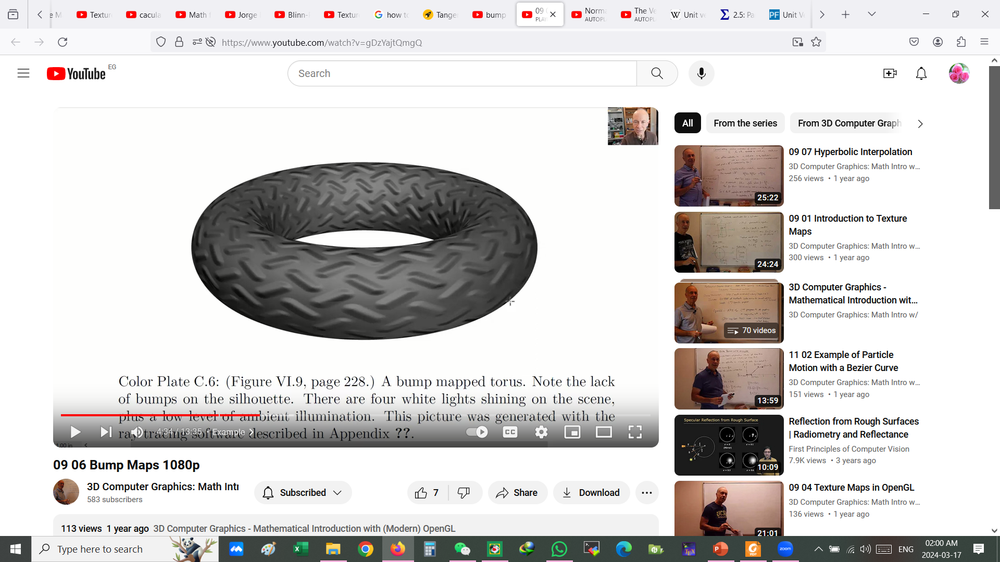 Textur
cacula
Math f
Jorge
Blinn-
Textur
how to
Tange
bump
09
PLAY
Norma
AUTOPL
The Ve
AUTOPL
Unit ve
2.5: Pa
Unit Ve
https://www.youtube.com/watch?v=gDzYajtQmgQ
YouTube EG
Search
All
From the series
From 3D Computer Graph
09 07 Hyperbolic Interpolation
3D Computer Graphics: Math Intro w...
256 views • 1 year ago
25:22
09 01 Introduction to Texture
Maps
3D Computer Graphics: Math Intro w...
300 views • 1 year ago
24:24
3D Computer Graphics -
Mathematical Introduction wit...
3D Computer Graphics: Math Intro w/
70 videos
11 02 Example of Particle
Motion with a Bezier Curve
3D Computer Graphics: Math Intro w...
151 views • 1 year ago
13:59
Specular Reflection from Rough Surfaces
Reflection from Rough Surfaces
| Radiometry and Reflectance
First Principles of Computer Vision
7.9K views • 3 years ago
10:09
09 04 Texture Maps in OpenGL
3D Computer Graphics: Math Intro w...
136 views • 1 year ago
21:01
UCSD
Color Plate C.6: (Figure VI.9, page 228.) A bump mapped torus. Note the lack
of bumps on the silhouette. There are four white lights shining on the scene,
plus a low level of ambient illumination. This picture was generated with the
ray tracing software described in Appendix ??.
4:34 / 13:35 • Example
CC
1.00 in
09 06 Bump Maps 1080p
3D Computer Graphics: Math Intr
583 subscribers
Subscribed
7
Share
Download
113 views 1 year ago 3D Computer Graphics - Mathematical Introduction with (Modern) OpenGL
Type here to search
zoom
ENG
02:00 AM
2024-03-17